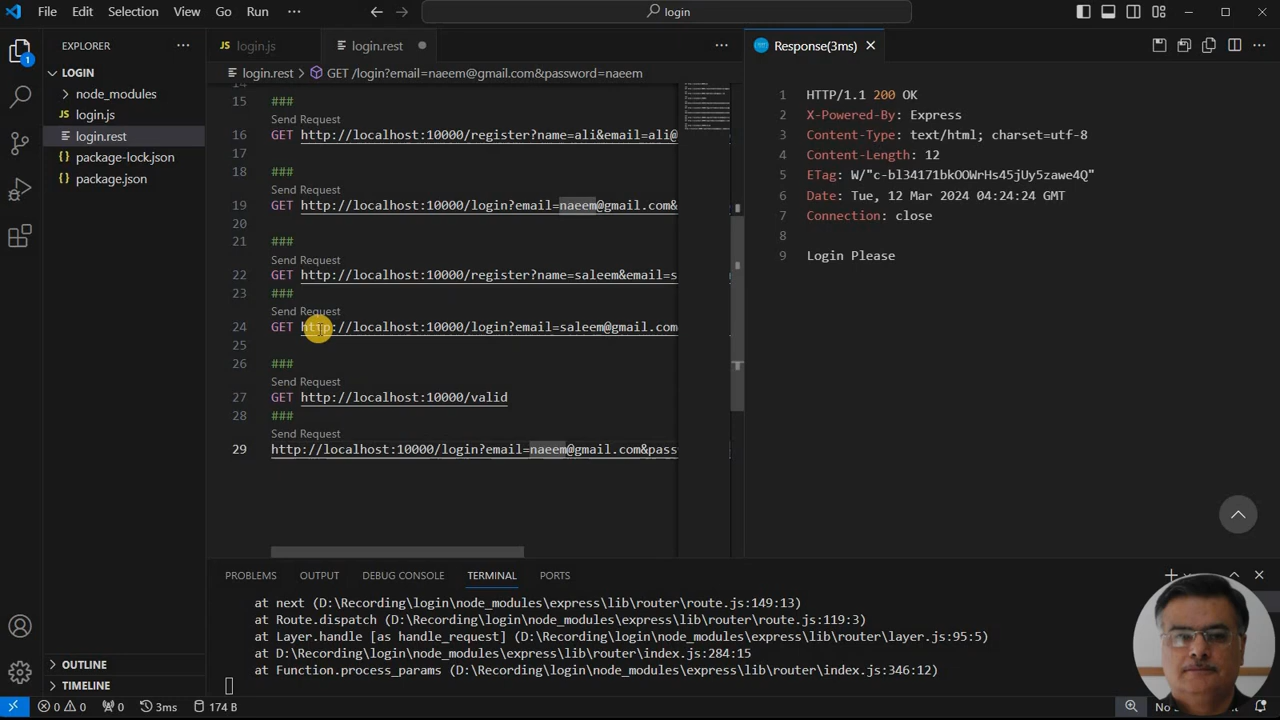 File Edit Selection View Go Run ··· login
EXPLORER
LOGIN
node_modules
login.js
login.rest
package-lock.json
package.json
OUTLINE
TIMELINE
login.js login.rest
login.rest > GET /login?email=naeem@gmail.com&password=naeem
15 ###
Send Request
16 GET http://localhost:10000/register?name=ali&email=ali@
17
18 ###
Send Request
19 GET http://localhost:10000/login?email=naeem@gmail.com&
20
21 ###
Send Request
22 GET http://localhost:10000/register?name=saleem&email=s
23 ###
Send Request
24 GET http://localhost:10000/login?email=saleem@gmail.com
25
26 ###
Send Request
27 GET http://localhost:10000/valid
28 ###
Send Request
29 http://localhost:10000/login?email=naeem@gmail.com&pass
Response(3ms)
1 HTTP/1.1 200 OK
2 X-Powered-By: Express
3 Content-Type: text/html; charset=utf-8
4 Content-Length: 12
5 ETag: W/"c-bl34171bkOOWrHs45jUy5zawe4Q"
6 Date: Tue, 12 Mar 2024 04:24:24 GMT
7 Connection: close
8
9 Login Please
PROBLEMS OUTPUT DEBUG CONSOLE TERMINAL PORTS
at next (D:\Recording\login\node_modules\express\lib\router\route.js:149:13)
at Route.dispatch (D:\Recording\login\node_modules\express\lib\router\route.js:119:3)
at Layer.handle [as handle_request] (D:\Recording\login\node_modules\express\lib\router\layer.js:95:5)
at D:\Recording\login\node_modules\express\lib\router\index.js:284:15
at Function.process_params (D:\Recording\login\node_modules\express\lib\router\index.js:346:12)
0 0 0 3ms 174 B